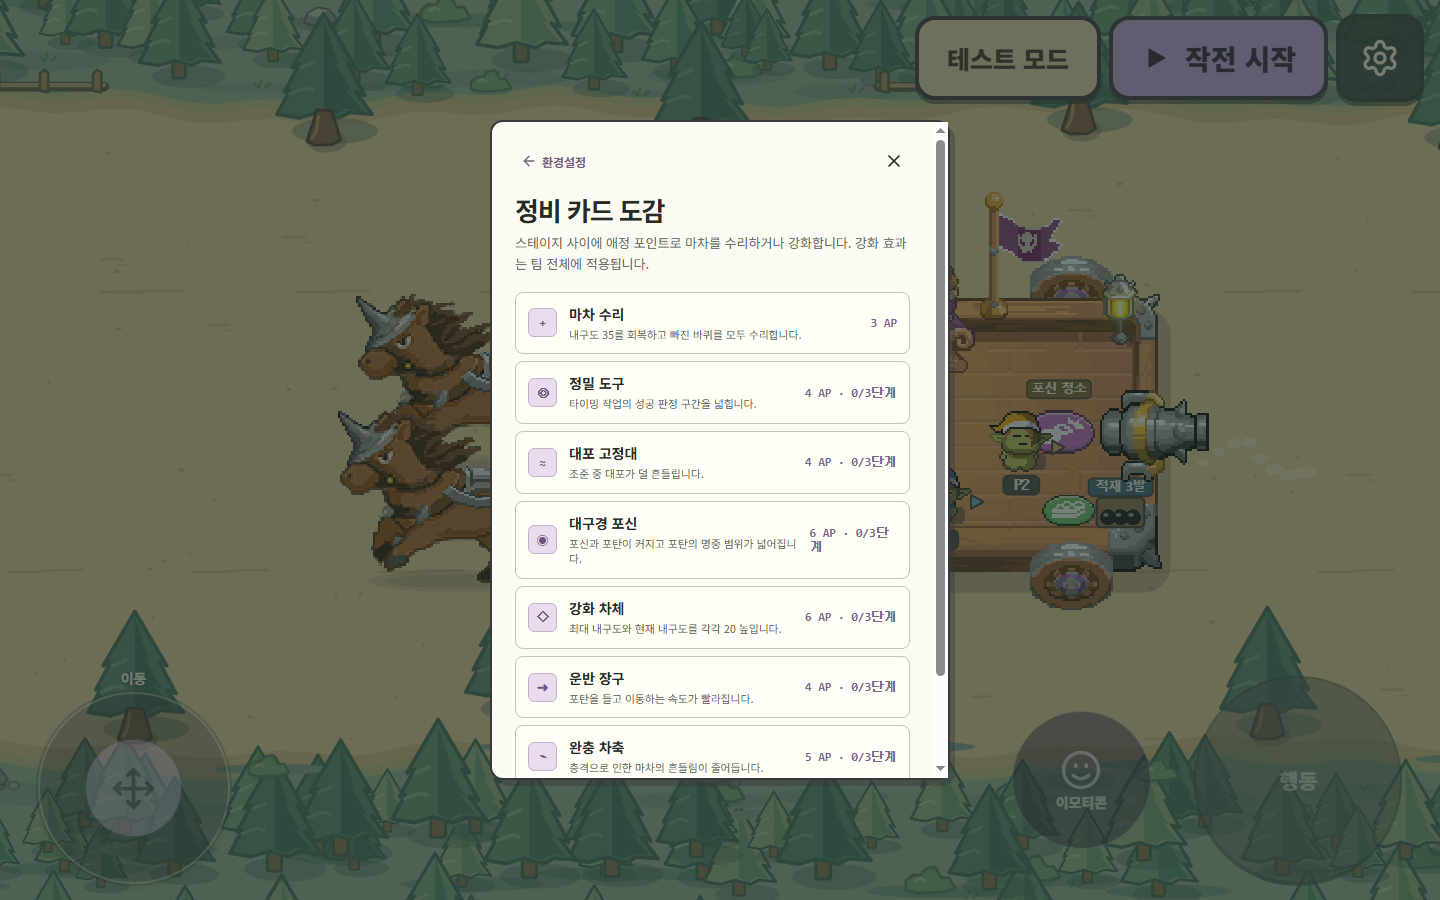 테스트 모드
작전 시작
환경설정
정비 카드 도감
스테이지 사이에 애정 포인트로 마차를 수리하거나 강화합니다. 강화 효과
는 팀 전체에 적용됩니다.
마차 수리
내구도 35를 회복하고 빠진 바퀴를 모두 수리합니다.
3 AP
정밀 도구
타이밍 작업의 성공 판정 구간을 넓힙니다.
4 AP · 0/3단계
대포 고정대
조준 중 대포가 덜 흔들립니다.
4 AP · 0/3단계
대구경 포신
포신과 포탄이 커지고 포탄의 명중 범위가 넓어집니
다.
6 AP · 0/3단
계
강화 차체
최대 내구도와 현재 내구도를 각각 20 높입니다.
6 AP · 0/3단계
운반 장구
포탄을 들고 이동하는 속도가 빨라집니다.
4 AP · 0/3단계
완충 차축
충격으로 인한 마차의 흔들림이 줄어듭니다.
5 AP · 0/3단계
포신 청소
P2
적재 3발
이동
이모티콘
행동